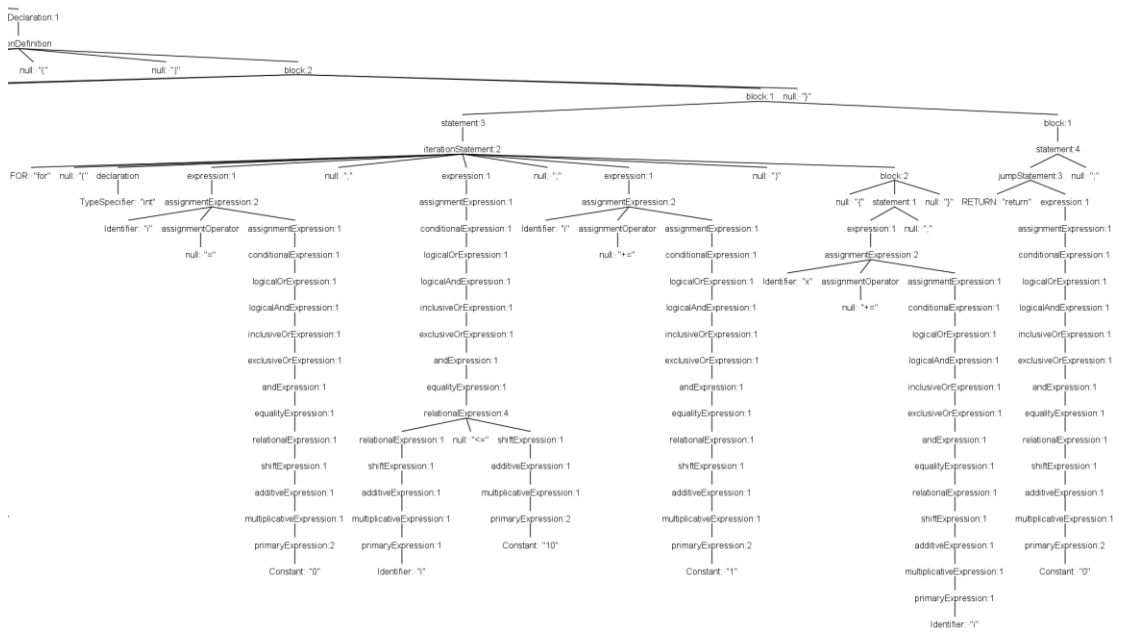 Declaration:1
onDefinition
null: "(" null: ")" block:2
block:1 null: "}"
statement:3 block:1
iterationStatement:2 statement:4
FOR: "for" null: "(" declaration expression:1 null: ";" expression:1 null: ";" expression:1 null: ")" block:2 jumpStatement:3 null: ";"
TypeSpecifier: "int" assignmentExpression:2 assignmentExpression:1 assignmentExpression:2 null: "{" statement:1 null: "}" RETURN: "return" expression:1
Identifier: "i" assignmentOperator assignmentExpression:1 conditionalExpression:1 Identifier: "i" assignmentOperator assignmentExpression:1 expression:1 null: ";" assignmentExpression:1
null: "=" conditionalExpression:1 logicalOrExpression:1 null: "+=" conditionalExpression:1 assignmentExpression:2 conditionalExpression:1
logicalOrExpression:1 logicalAndExpression:1 logicalOrExpression:1 Identifier: "x" assignmentOperator assignmentExpression:1 logicalOrExpression:1
logicalAndExpression:1 inclusiveOrExpression:1 logicalAndExpression:1 null: "+=" conditionalExpression:1 logicalAndExpression:1
inclusiveOrExpression:1 exclusiveOrExpression:1 inclusiveOrExpression:1 logicalOrExpression:1 inclusiveOrExpression:1
exclusiveOrExpression:1 andExpression:1 exclusiveOrExpression:1 logicalAndExpression:1 exclusiveOrExpression:1
andExpression:1 equalityExpression:1 andExpression:1 inclusiveOrExpression:1 andExpression:1
equalityExpression:1 relationalExpression:4 equalityExpression:1 exclusiveOrExpression:1 equalityExpression:1
relationalExpression:1 relationalExpression:1 null: "<=" shiftExpression:1 relationalExpression:1 andExpression:1 relationalExpression:1
shiftExpression:1 shiftExpression:1 additiveExpression:1 shiftExpression:1 equalityExpression:1 shiftExpression:1
additiveExpression:1 additiveExpression:1 multiplicativeExpression:1 additiveExpression:1 relationalExpression:1 additiveExpression:1
multiplicativeExpression:1 multiplicativeExpression:1 primaryExpression:2 multiplicativeExpression:1 shiftExpression:1 multiplicativeExpression:1
primaryExpression:2 primaryExpression:1 Constant: "10" primaryExpression:2 additiveExpression:1 primaryExpression:2
Constant: "0" Identifier: "i" Constant: "1" multiplicativeExpression:1 Constant: "0"
primaryExpression:1
Identifier: "i"